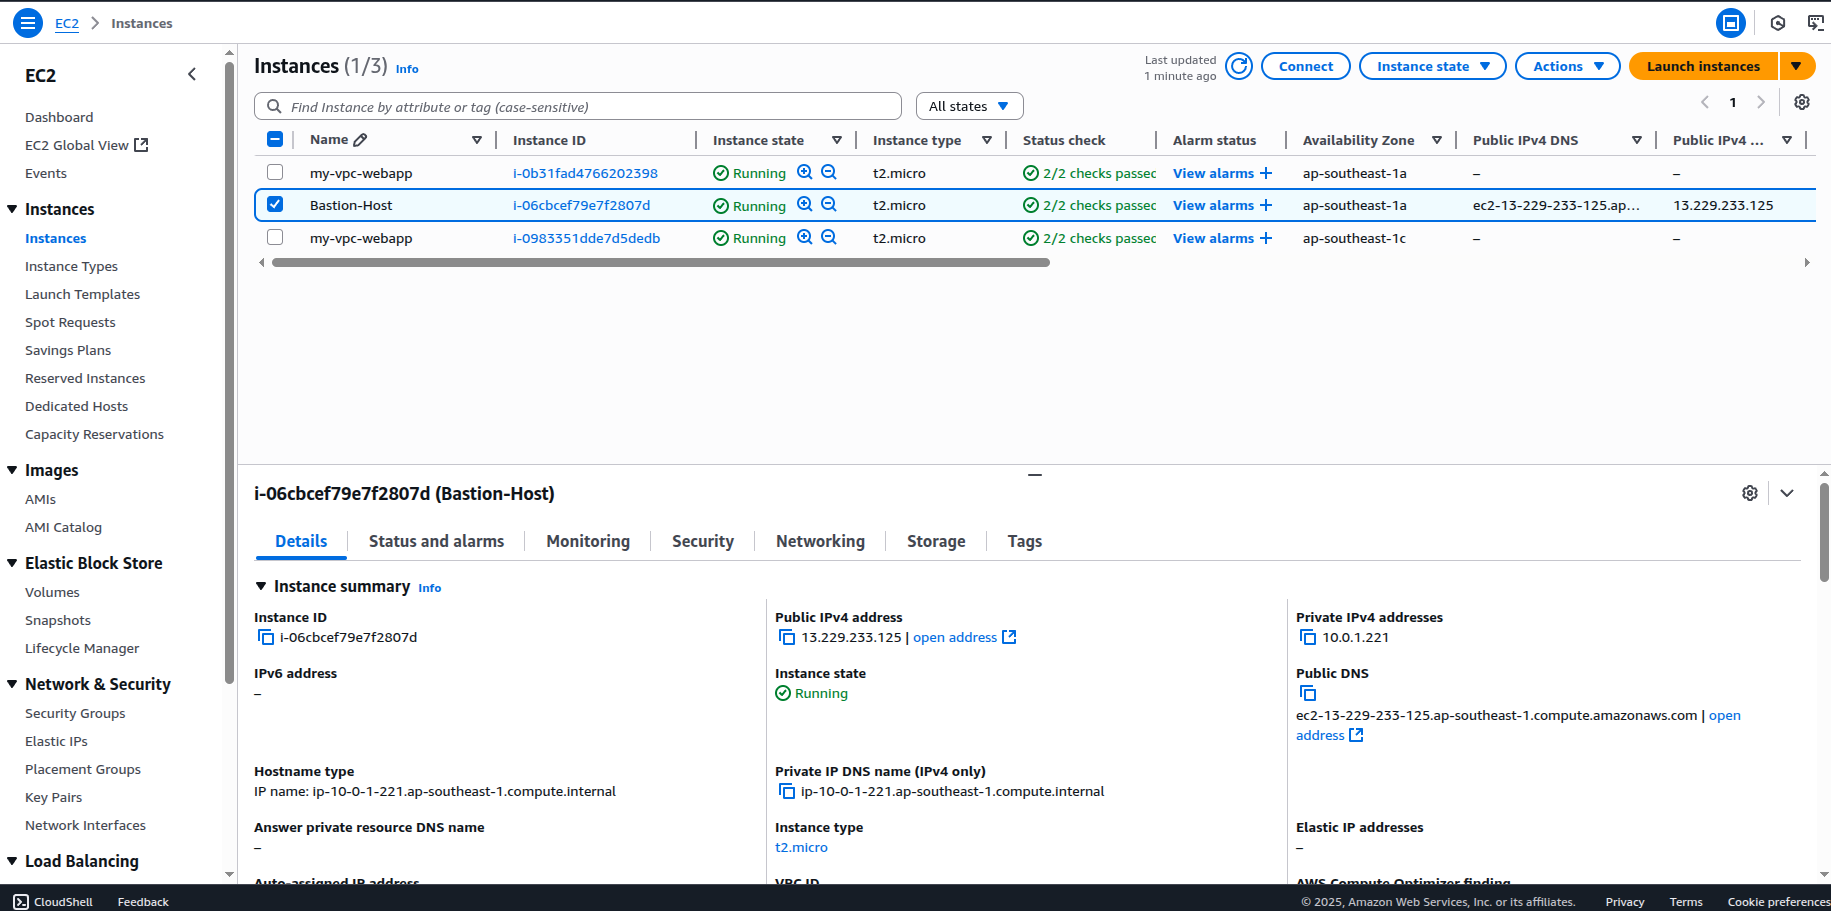 EC2 > Instances
EC2
Dashboard
EC2 Global View
Events
Instances
Instances
Instance Types
Launch Templates
Spot Requests
Savings Plans
Reserved Instances
Dedicated Hosts
Capacity Reservations
Images
AMIs
AMI Catalog
Elastic Block Store
Volumes
Snapshots
Lifecycle Manager
Network & Security
Security Groups
Elastic IPs
Placement Groups
Key Pairs
Network Interfaces
Load Balancing
Instances (1/3) Info
Last updated
1 minute ago
Connect
Instance state
Actions
Launch instances
Find Instance by attribute or tag (case-sensitive)
All states
1
Name Instance ID Instance state Instance type Status check Alarm status Availability Zone Public IPv4 DNS Public IPv4 ...
my-vpc-webapp i-0b31fad4766202398 Running t2.micro 2/2 checks passec View alarms + ap-southeast-1a – –
Bastion-Host i-06cbcef79e7f2807d Running t2.micro 2/2 checks passec View alarms + ap-southeast-1a ec2-13-229-233-125.ap... 13.229.233.125
my-vpc-webapp i-0983351dde7d5dedb Running t2.micro 2/2 checks passec View alarms + ap-southeast-1c – –
i-06cbcef79e7f2807d (Bastion-Host)
Details Status and alarms Monitoring Security Networking Storage Tags
Instance summary Info
Instance ID
i-06cbcef79e7f2807d
Public IPv4 address
13.229.233.125 | open address
Private IPv4 addresses
10.0.1.221
IPv6 address
–
Instance state
Running
Public DNS
ec2-13-229-233-125.ap-southeast-1.compute.amazonaws.com | open
address
Hostname type
IP name: ip-10-0-1-221.ap-southeast-1.compute.internal
Private IP DNS name (IPv4 only)
ip-10-0-1-221.ap-southeast-1.compute.internal
Answer private resource DNS name
–
Instance type
t2.micro
Elastic IP addresses
–
Auto-assigned IP address
VPC ID
AWS Compute Optimizer finding
CloudShell Feedback
© 2025, Amazon Web Services, Inc. or its affiliates. Privacy Terms Cookie preferences